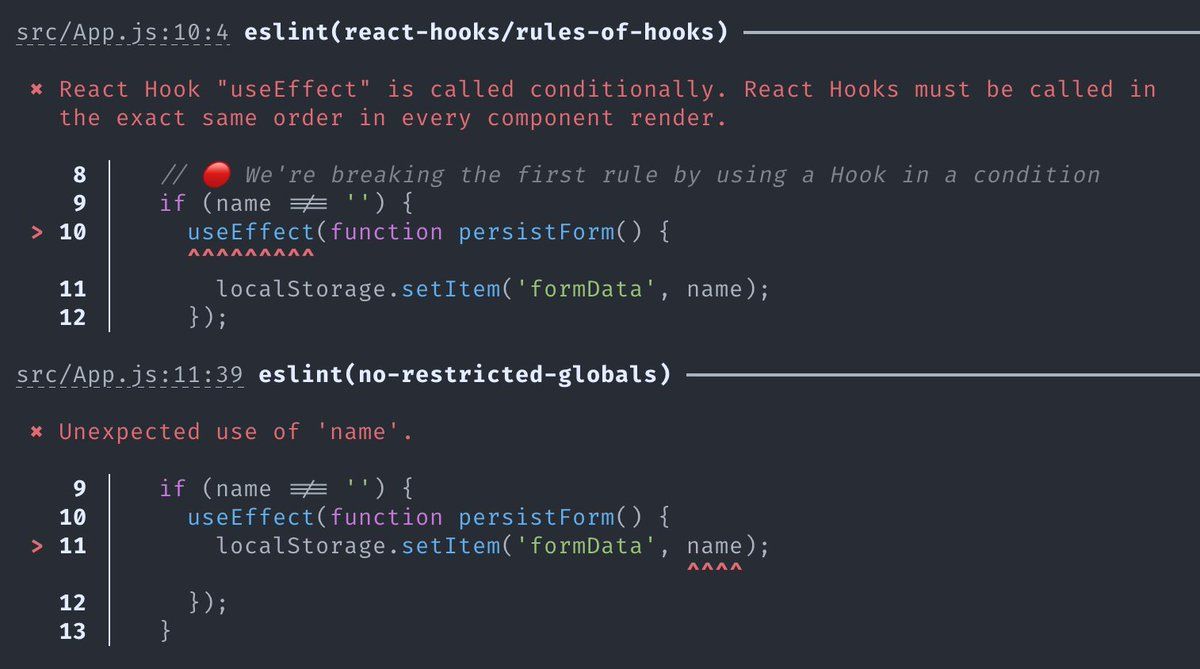 src/App.js:10:4 eslint(react-hooks/rules-of-hooks)
✖ React Hook "useEffect" is called conditionally. React Hooks must be called in
the exact same order in every component render.
8 // 🔴 We're breaking the first rule by using a Hook in a condition
9 if (name !== '') {
> 10 useEffect(function persistForm() {
^^^^^^^^^
11 localStorage.setItem('formData', name);
12 });
src/App.js:11:39 eslint(no-restricted-globals)
✖ Unexpected use of 'name'.
9 if (name !== '') {
10 useEffect(function persistForm() {
> 11 localStorage.setItem('formData', name);
^^^^
12 });
13 }